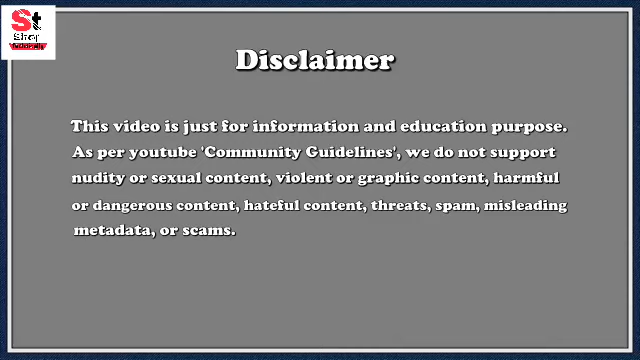 St
Shop
Disclaimer
This video is just for information and education purpose.
As per youtube 'Community Guidelines', we do not support
nudity or sexual content, violent or graphic content, harmful
or dangerous content, hateful content, threats, spam, misleading
metadata, or scams.